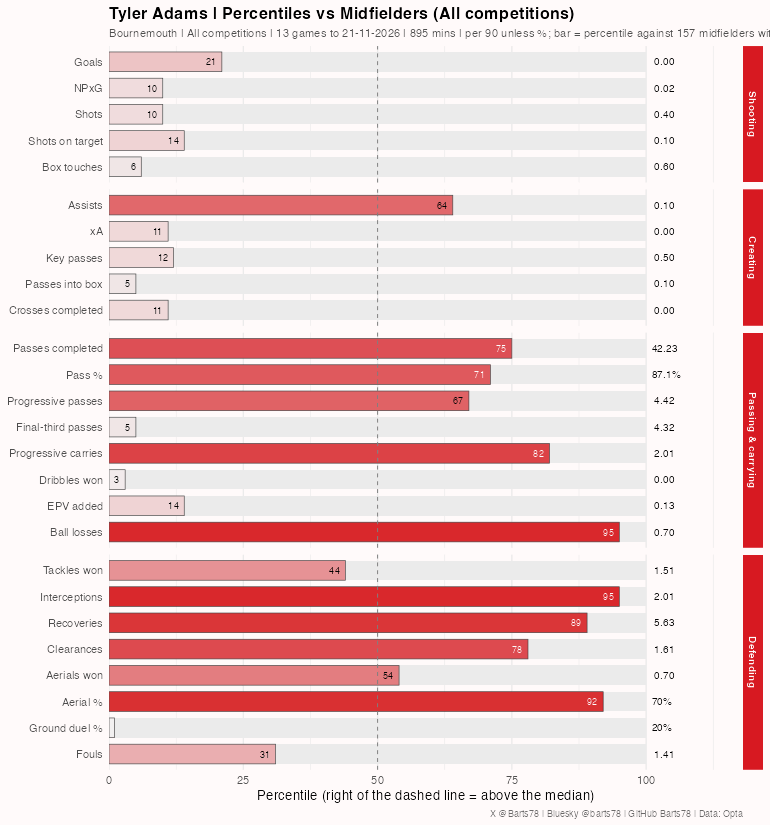 Tyler Adams | Percentiles vs Midfielders (All competitions)
Bournemouth | All competitions | 13 games to 21-11-2026 | 895 mins | per 90 unless %; bar = percentile against 157 midfielders wit
Goals 21 0.00
NPxG 10 0.02
Shots 10 0.40
Shots on target 14 0.10
Box touches 6 0.60
Shooting
Assists 64 0.10
xA 11 0.00
Key passes 12 0.50
Passes into box 5 0.10
Crosses completed 11 0.00
Creating
Passes completed 75 42.23
Pass % 71 87.1%
Progressive passes 67 4.42
Final-third passes 5 4.32
Progressive carries 82 2.01
Dribbles won 3 0.00
EPV added 14 0.13
Ball losses 95 0.70
Passing & carrying
Tackles won 44 1.51
Interceptions 95 2.01
Recoveries 89 5.63
Clearances 78 1.61
Aerials won 54 0.70
Aerial % 92 70%
Ground duel % 20%
Fouls 31 1.41
Defending
0 25 50 75 100
Percentile (right of the dashed line = above the median)
X @Barts78 | Bluesky @barts78 | GitHub Barts78 | Data: Opta